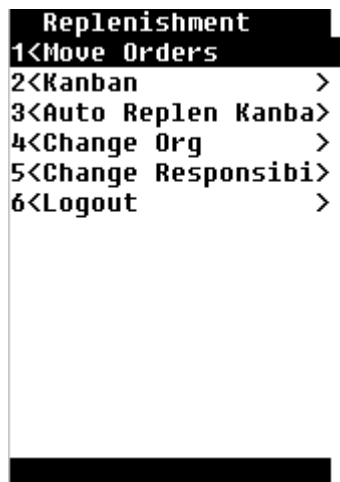 Replenishment
1<Move Orders
2<Kanban >
3<Auto Replen Kanba>
4<Change Org >
5<Change Responsibi>
6<Logout >